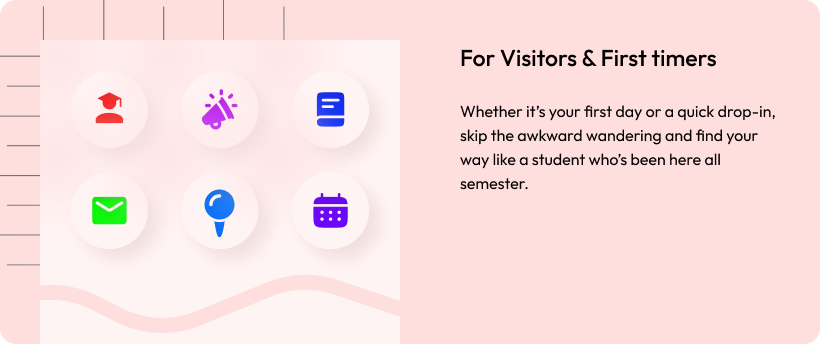 For Visitors & First timers
Whether it’s your first day or a quick drop-in,
skip the awkward wandering and find your
way like a student who’s been here all
semester.